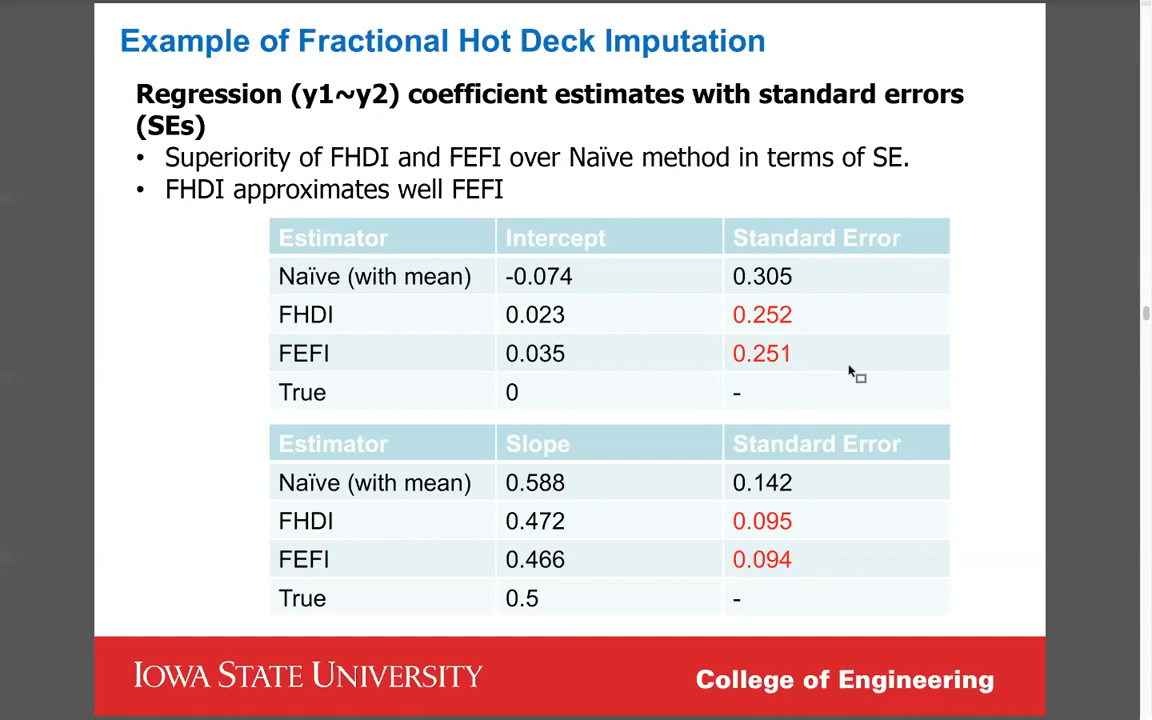 Example of Fractional Hot Deck Imputation
Regression (y1~y2) coefficient estimates with standard errors
(SEs)
• Superiority of FHDI and FEFI over Naïve method in terms of SE.
• FHDI approximates well FEFI
Estimator Intercept Standard Error
Naïve (with mean) -0.074 0.305
FHDI 0.023 0.252
FEFI 0.035 0.251
True 0 -
Estimator Slope Standard Error
Naïve (with mean) 0.588 0.142
FHDI 0.472 0.095
FEFI 0.466 0.094
True 0.5 -
IOWA STATE UNIVERSITY College of Engineering